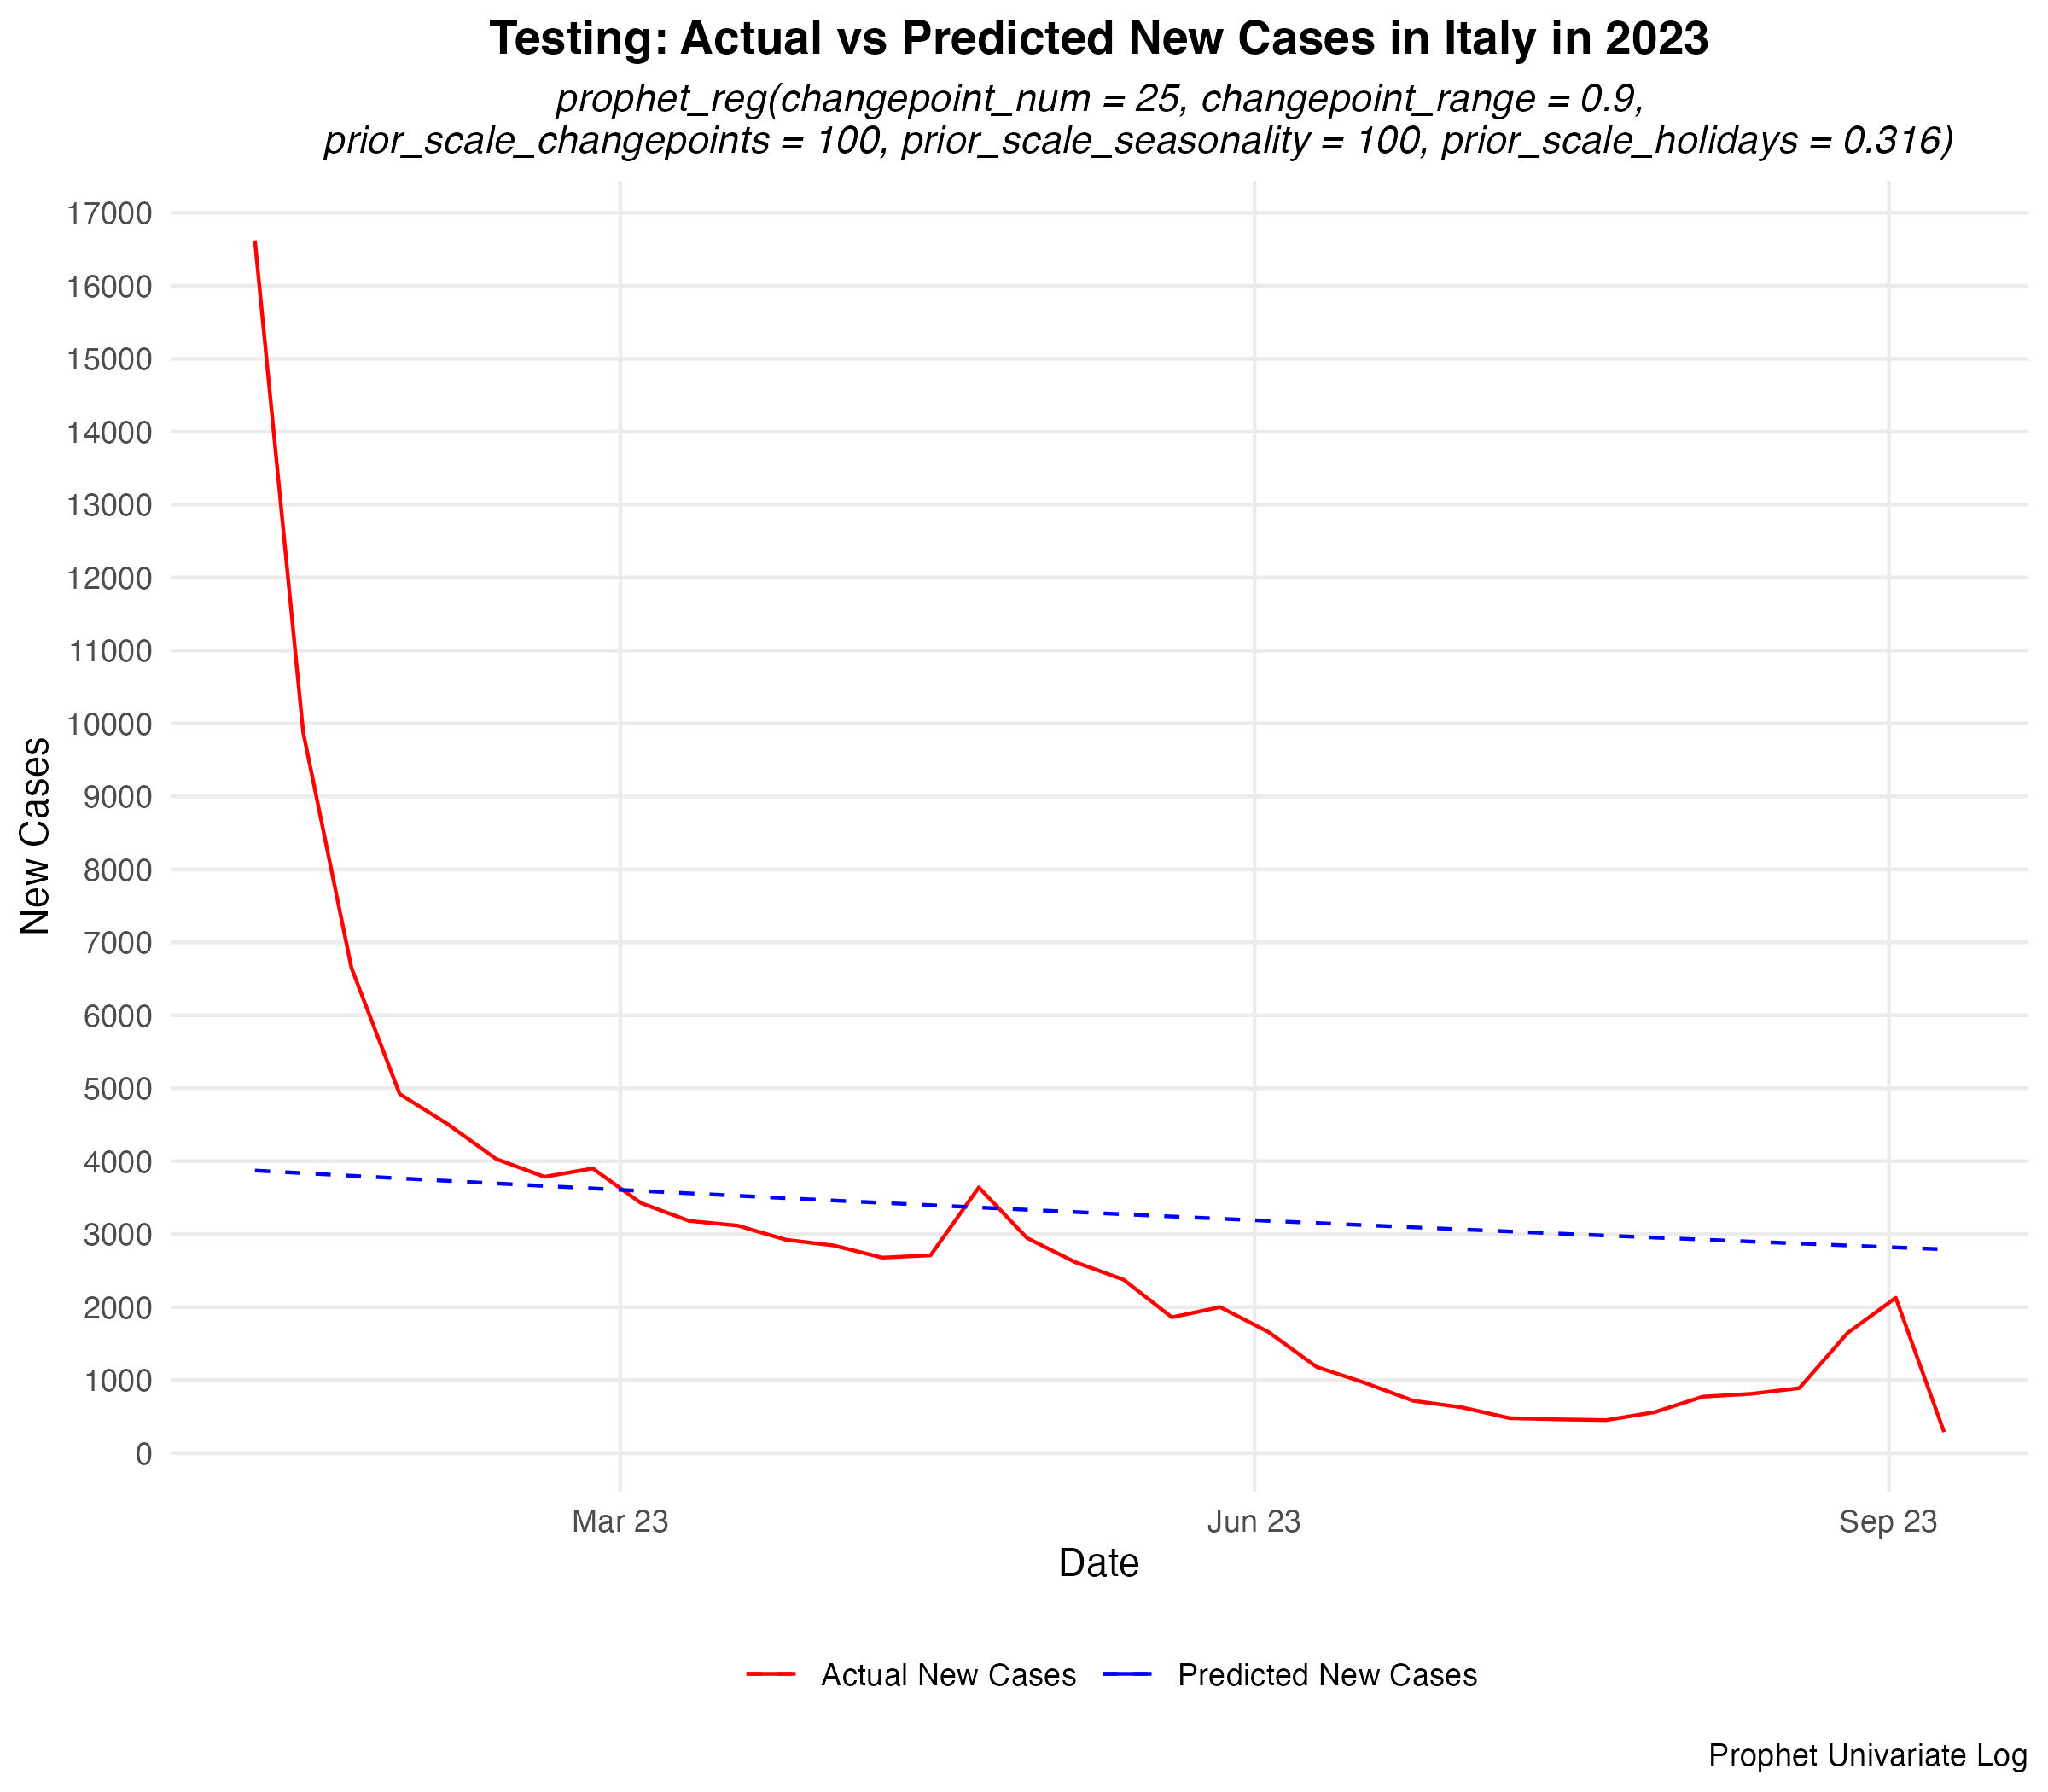 Testing: Actual vs Predicted New Cases in Italy in 2023
prophet_reg(changepoint_num = 25, changepoint_range = 0.9,
prior_scale_changepoints = 100, prior_scale_seasonality = 100, prior_scale_holidays = 0.316)
17000
16000
15000
14000
13000
12000
11000
10000
9000
8000
7000
6000
5000
4000
3000
2000
1000
0
New Cases
Mar 23
Jun 23
Sep 23
Date
Actual New Cases
Predicted New Cases
Prophet Univariate Log